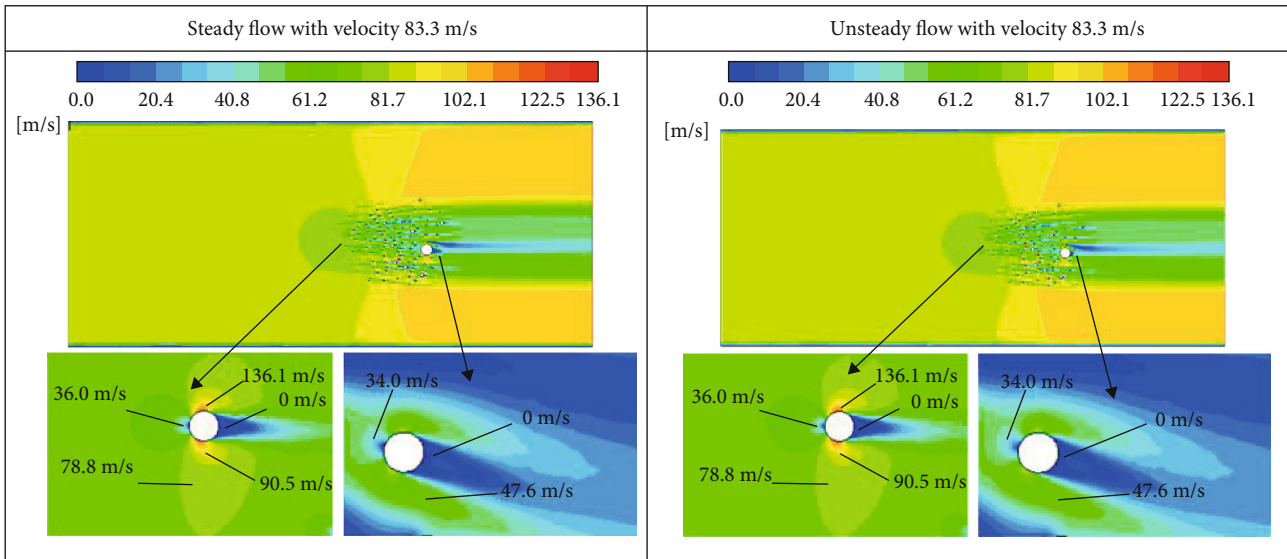 Steady flow with velocity 83.3 m/s
Unsteady flow with velocity 83.3 m/s
0.0 20.4 40.8 61.2 81.7 102.1 122.5 136.1
[m/s]
136.1 m/s
36.0 m/s
0 m/s
78.8 m/s
90.5 m/s
34.0 m/s
0 m/s
47.6 m/s
0.0 20.4 40.8 61.2 81.7 102.1 122.5 136.1
[m/s]
136.1 m/s
36.0 m/s
0 m/s
78.8 m/s
90.5 m/s
34.0 m/s
0 m/s
47.6 m/s